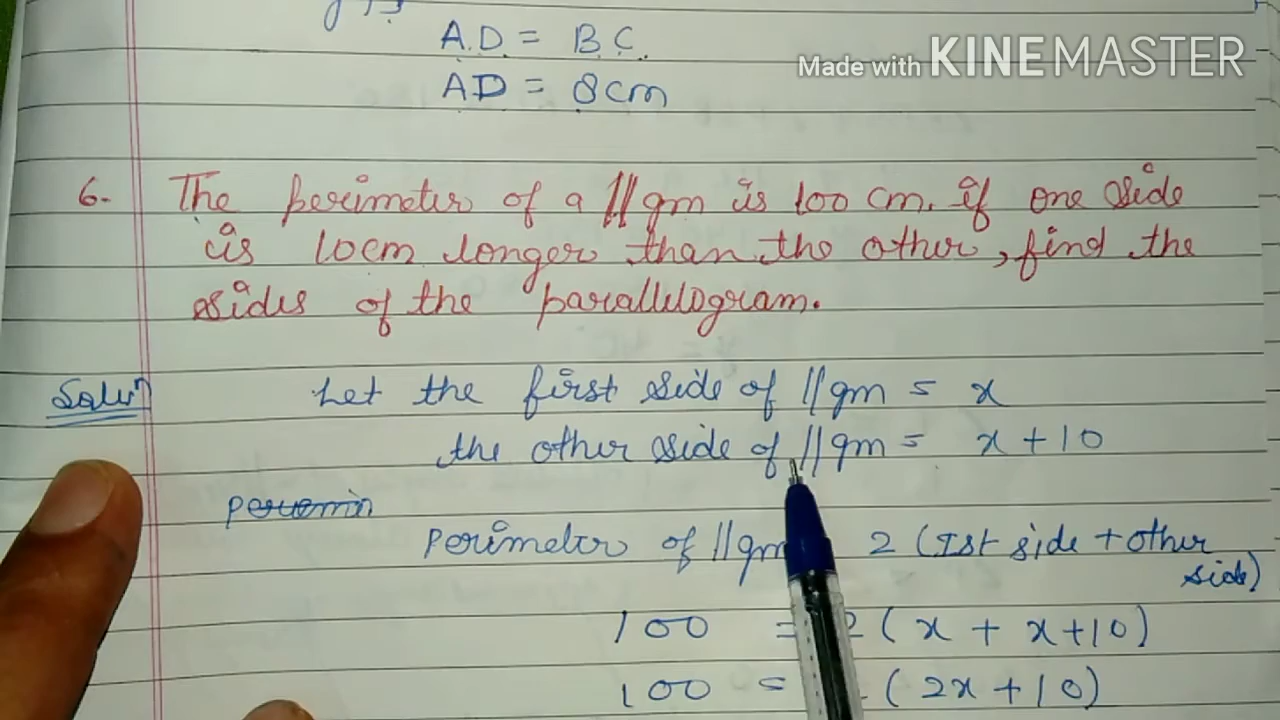 A.D. = BC.
AD = 8cm
Made with KINEMASTER
6. The perimeter of a ||gm is 100 cm. if one side
is 10cm longer than the other, find the
sides of the parallelogram.
Solun Let the first side of ||gm = x
the other side of ||gm = x + 10
Perimeter of ||gm 2 (Ist side + other
side)
100 = 2 ( x + x+10)
100 = ( 2x + 10)